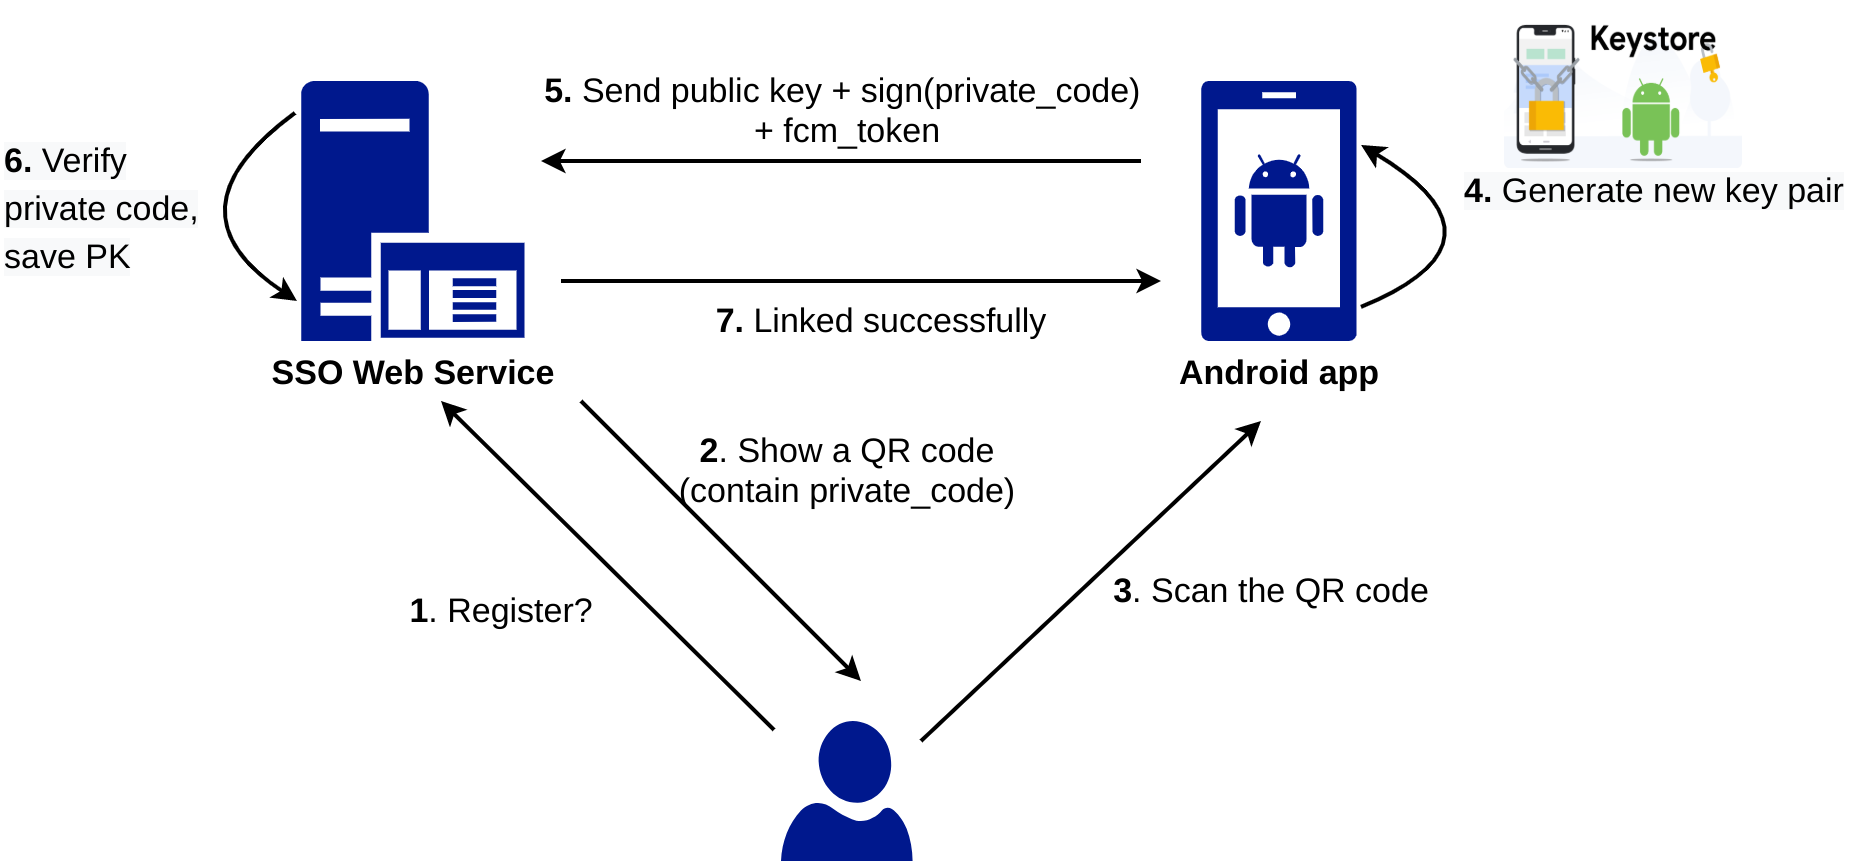 Keystore
5. Send public key + sign(private_code)
+ fcm_token
4. Generate new key pair
6. Verify
private code,
save PK
7. Linked successfully
SSO Web Service
Android app
2. Show a QR code
(contain private_code)
1. Register?
3. Scan the QR code